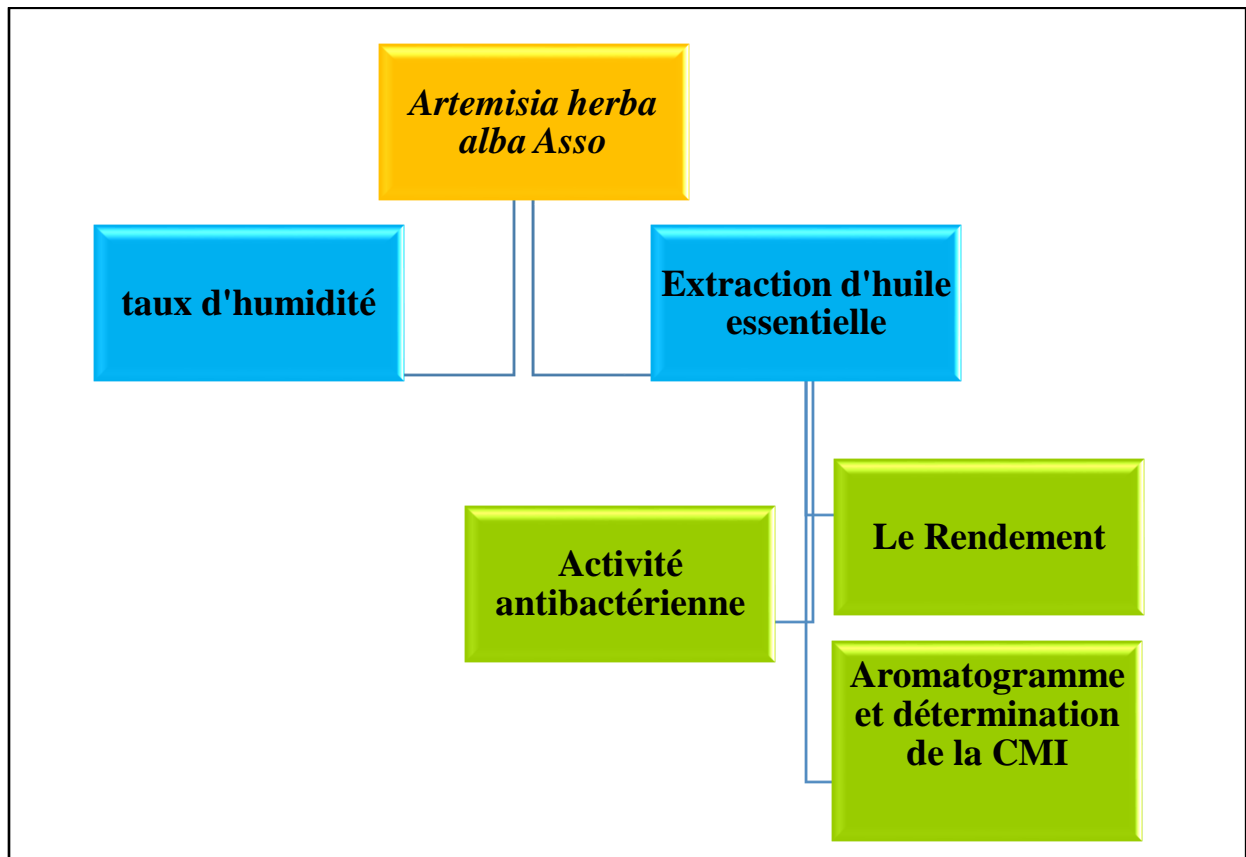 Artemisia herba
alba Asso
taux d'humidité
Extraction d'huile
essentielle
Activité
antibactérienne
Le Rendement
Aromatogramme
et détermination
de la CMI